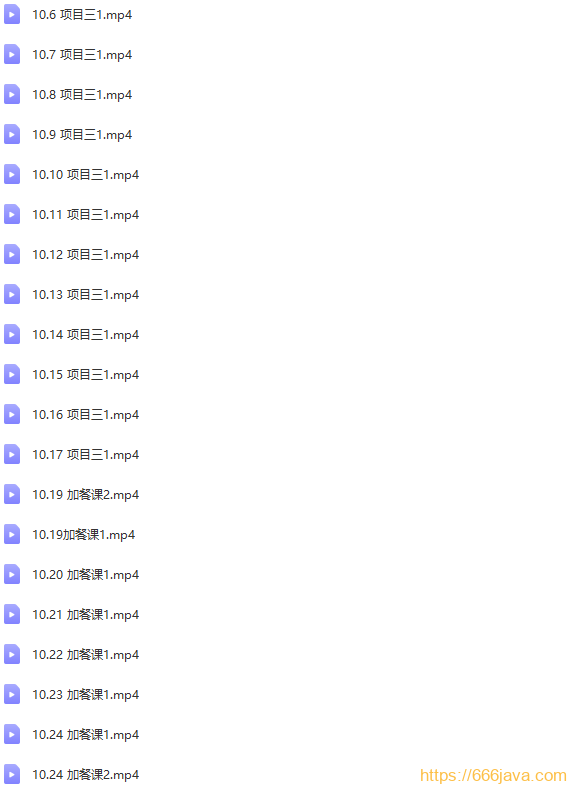 10.6 项目三1.mp4
10.7 项目三1.mp4
10.8 项目三1.mp4
10.9 项目三1.mp4
10.10 项目三1.mp4
10.11 项目三1.mp4
10.12 项目三1.mp4
10.13 项目三1.mp4
10.14 项目三1.mp4
10.15 项目三1.mp4
10.16 项目三1.mp4
10.17 项目三1.mp4
10.19 加餐课2.mp4
10.19加餐课1.mp4
10.20 加餐课1.mp4
10.21 加餐课1.mp4
10.22 加餐课1.mp4
10.23 加餐课1.mp4
10.24 加餐课1.mp4
10.24 加餐课2.mp4
https://666java.com